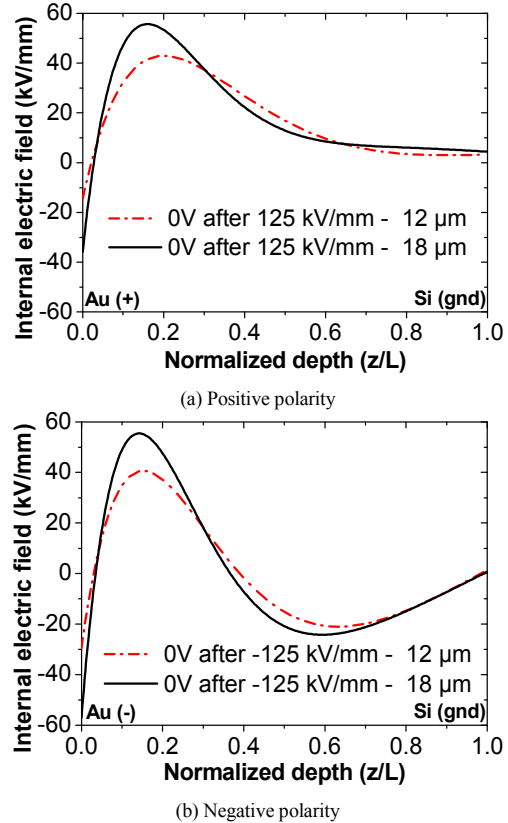 Internal electric field (kV/mm)
60
40
20
0
-20
-40
-60
0V after 125 kV/mm - 12 µm
0V after 125 kV/mm - 18 µm
Au (+)
Si (gnd)
0.0 0.2 0.4 0.6 0.8 1.0
Normalized depth (z/L)
(a) Positive polarity
Internal electric field (kV/mm)
60
40
20
0
-20
-40
-60
0V after -125 kV/mm - 12 µm
0V after -125 kV/mm - 18 µm
Au (-)
Si (gnd)
0.0 0.2 0.4 0.6 0.8 1.0
Normalized depth (z/L)
(b) Negative polarity